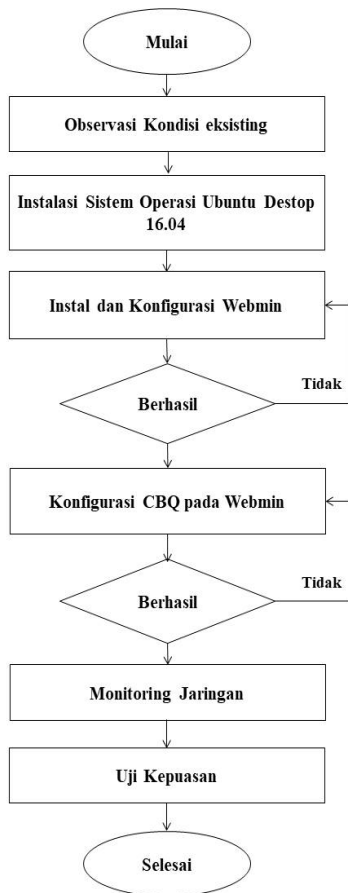 Mulai
Observasi Kondisi eksisting
Instalasi Sistem Operasi Ubuntu Destop
16.04
Instal dan Konfigurasi Webmin
Tidak
Berhasil
Konfigurasi CBQ pada Webmin
Tidak
Berhasil
Monitoring Jaringan
Uji Kepuasan
Selesai